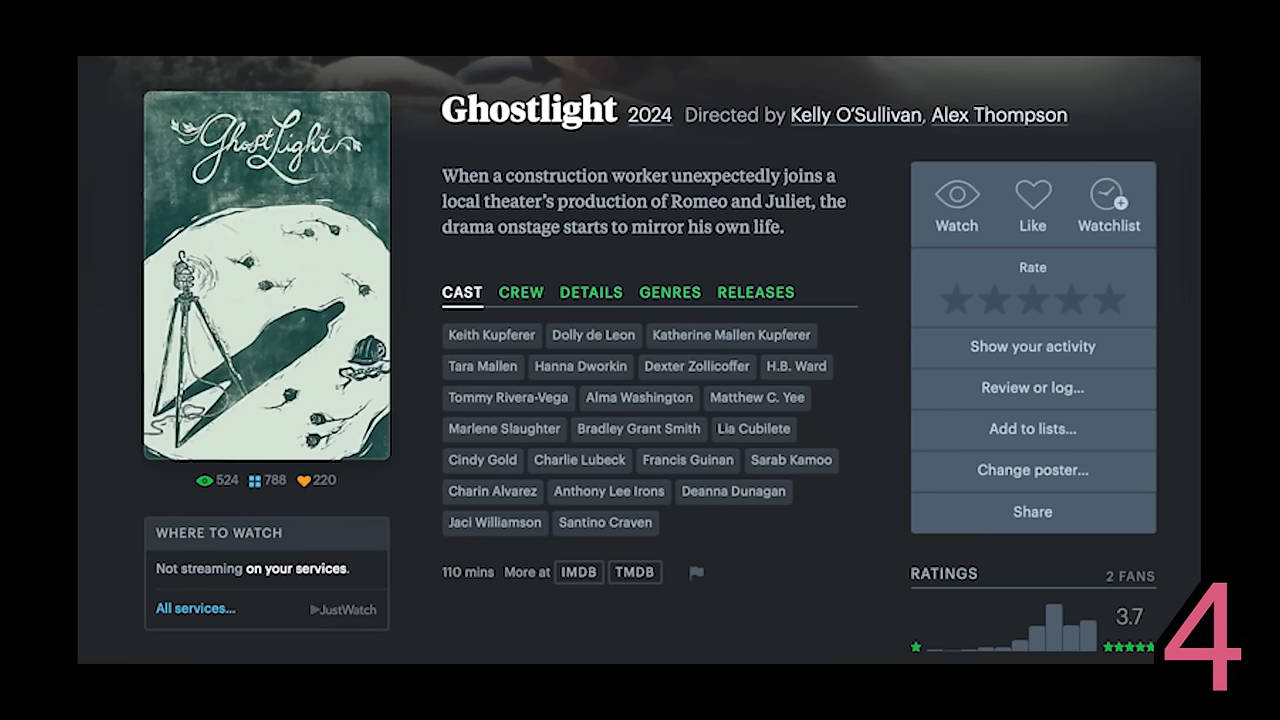 Ghost Light
Ghostlight 2024 Directed by Kelly O'Sullivan, Alex Thompson
When a construction worker unexpectedly joins a
local theater's production of Romeo and Juliet, the
drama onstage starts to mirror his own life.
CAST CREW DETAILS GENRES RELEASES
Keith Kupferer Dolly de Leon Katherine Mallen Kupferer
Tara Mallen Hanna Dworkin Dexter Zollicoffer H.B. Ward
Tommy Rivera-Vega Alma Washington Matthew C. Yee
Marlene Slaughter Bradley Grant Smith Lia Cubilete
Cindy Gold Charlie Lubeck Francis Guinan Sarab Kamoo
Charin Alvarez Anthony Lee Irons Deanna Dunagan
Jaci Williamson Santino Craven
110 mins More at IMDB TMDB
524 788 220
WHERE TO WATCH
Not streaming on your services.
All services...
JustWatch
Watch Like Watchlist
Rate
Show your activity
Review or log...
Add to lists...
Change poster...
Share
RATINGS 2 FANS
3.7
4